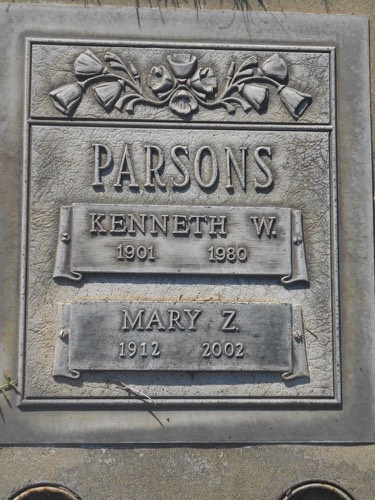 PARSONS
KENNETH W.
1901 1980
MARY Z.
1912 2002